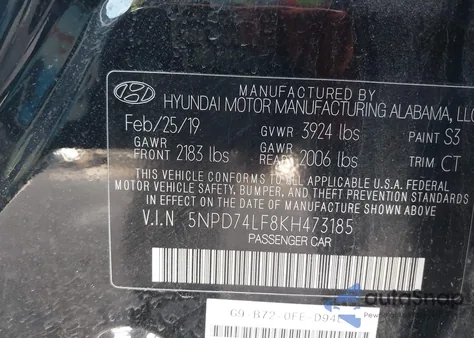 MANUFACTURED BY
HYUNDAI MOTOR MANUFACTURING ALABAMA, LLC
Feb/25/19 GVWR 3924 lbs PAINT S3
GAWR GAWR
FRONT 2183 lbs 2006 lbs TRIM CT
THIS VEHICLE CONFORMS TO ALL APPLICABLE U.S.A. FEDERAL
MOTOR VEHICLE SAFETY, BUMPER, AND THEFT PREVENTION STANDARDS
IN EFFECT ON THE DATE OF MANUFACTURE SHOWN ABOVE.
V.I.N 5NPD74LF8KH473185
PASSENGER CAR
autoSnap